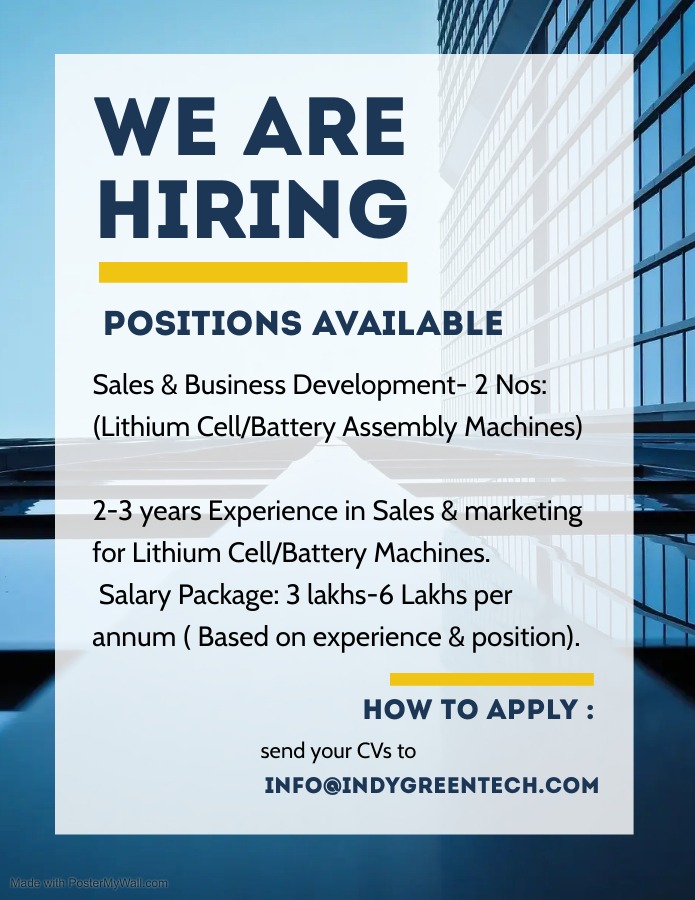 WE ARE
HIRING
POSITIONS AVAILABLE
Sales & Business Development- 2 Nos:
(Lithium Cell/Battery Assembly Machines)
2-3 years Experience in Sales & marketing
for Lithium Cell/Battery Machines.
Salary Package: 3 lakhs-6 Lakhs per
annum ( Based on experience & position).
HOW TO APPLY :
send your CVs to
INFO@INDYGREENTECH.COM
Made with PosterMyWall.com